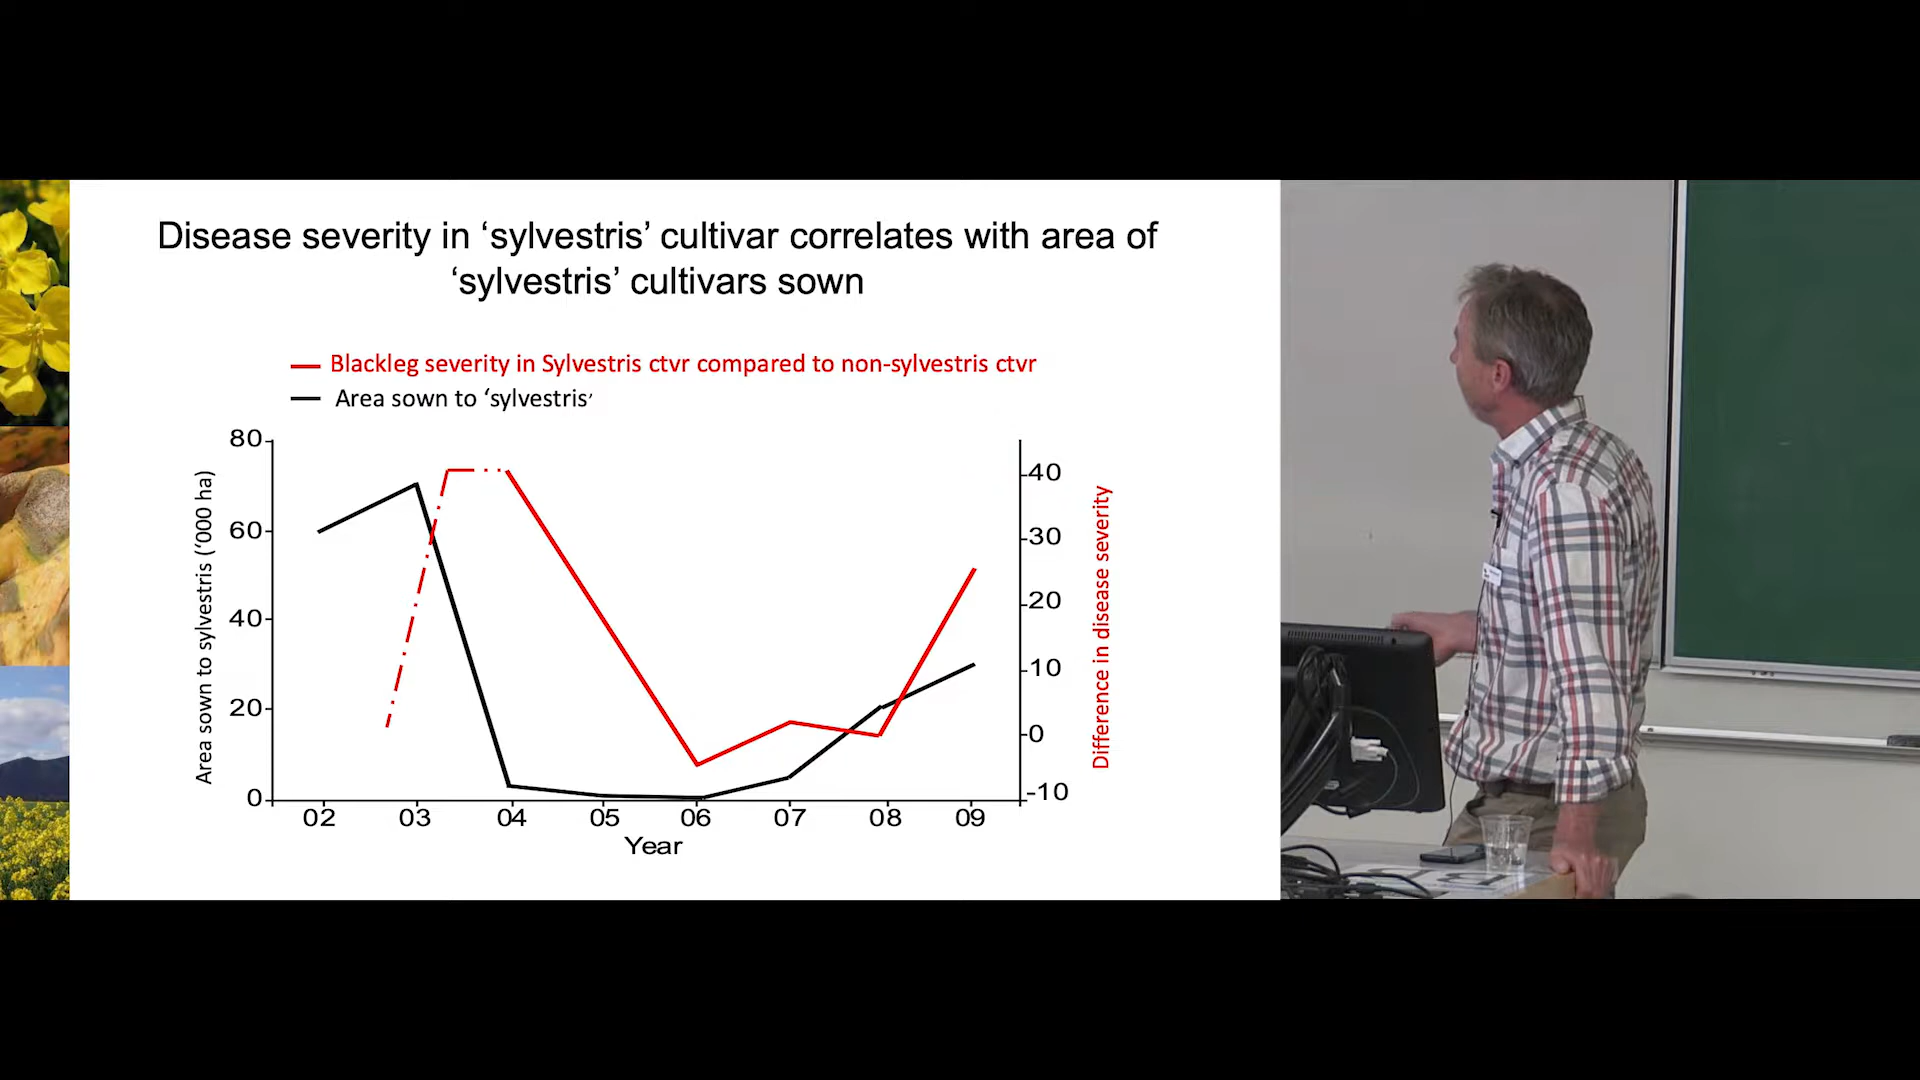 Disease severity in ‘sylvestris’ cultivar correlates with area of
‘sylvestris’ cultivars sown
Blackleg severity in Sylvestris ctvr compared to non-sylvestris ctvr
Area sown to ‘sylvestris’
Area sown to sylvestris (‘000 ha)
80
60
40
20
0
40
30
20
10
0
-10
Difference in disease severity
02 03 04 05 06 07 08 09
Year